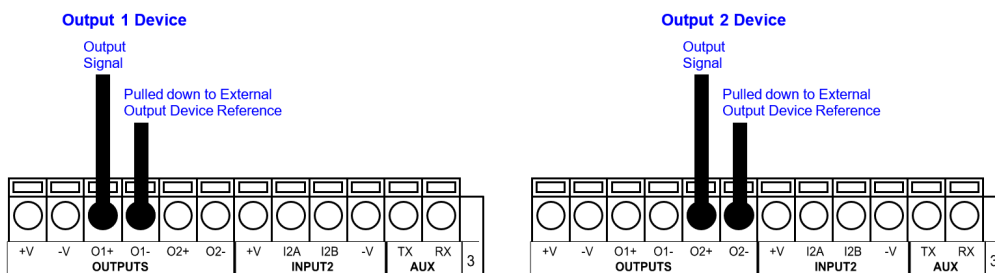 Output 1 Device
Output
Signal
Pulled down to External
Output Device Reference
+V -V O1+ O1- O2+ O2- +V I2A I2B -V TX RX
OUTPUTS INPUT2 AUX 3
Output 2 Device
Output
Signal
Pulled down to External
Output Device Reference
+V -V O1+ O1- O2+ O2- +V I2A I2B -V TX RX
OUTPUTS INPUT2 AUX 3